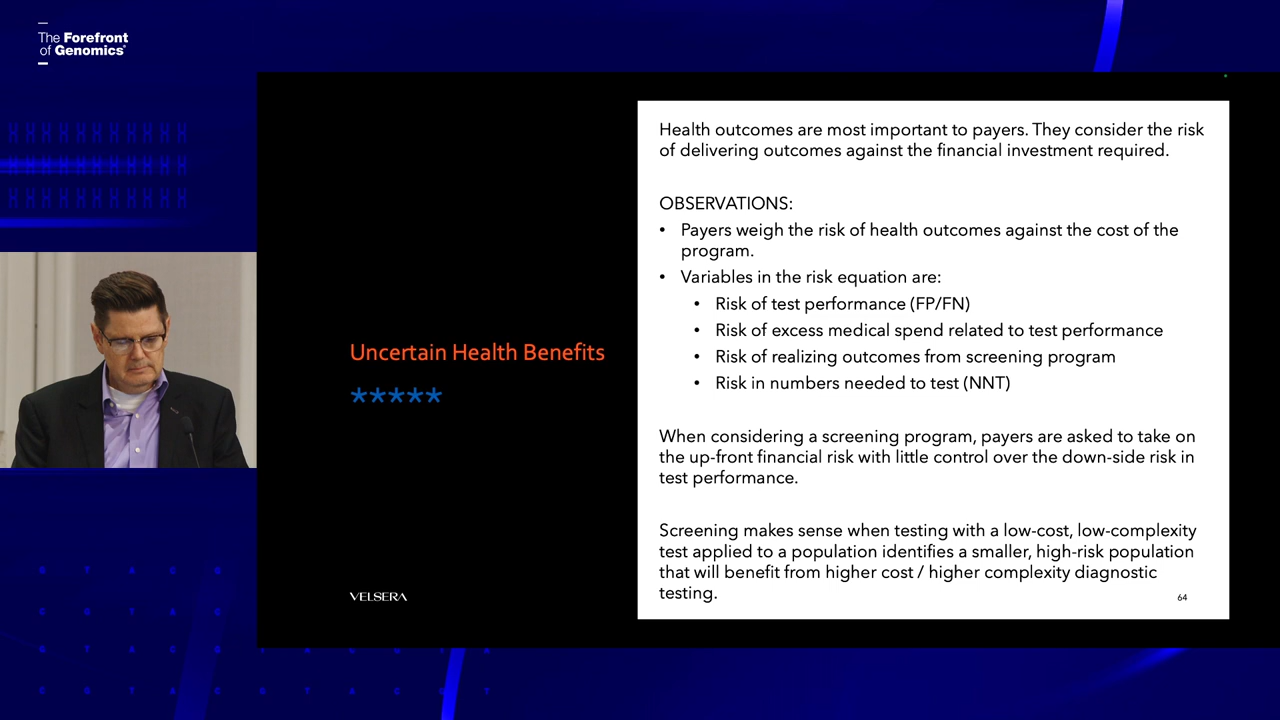 The Forefront
of Genomics®
Health outcomes are most important to payers. They consider the risk
of delivering outcomes against the financial investment required.
OBSERVATIONS:
• Payers weigh the risk of health outcomes against the cost of the
program.
• Variables in the risk equation are:
• Risk of test performance (FP/FN)
• Risk of excess medical spend related to test performance
• Risk of realizing outcomes from screening program
• Risk in numbers needed to test (NNT)
Uncertain Health Benefits
*****
When considering a screening program, payers are asked to take on
the up-front financial risk with little control over the down-side risk in
test performance.
Screening makes sense when testing with a low-cost, low-complexity
test applied to a population identifies a smaller, high-risk population
that will benefit from higher cost / higher complexity diagnostic
testing.
VELSERA
64